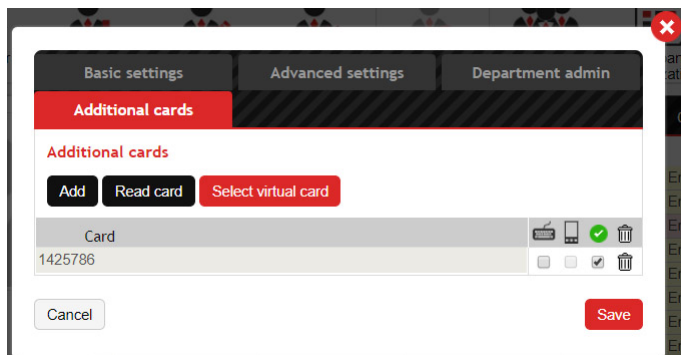 Basic settings
Advanced settings
Department admin
Additional cards
Additional cards
Add
Read card
Select virtual card
Card
1425786
Cancel
Save